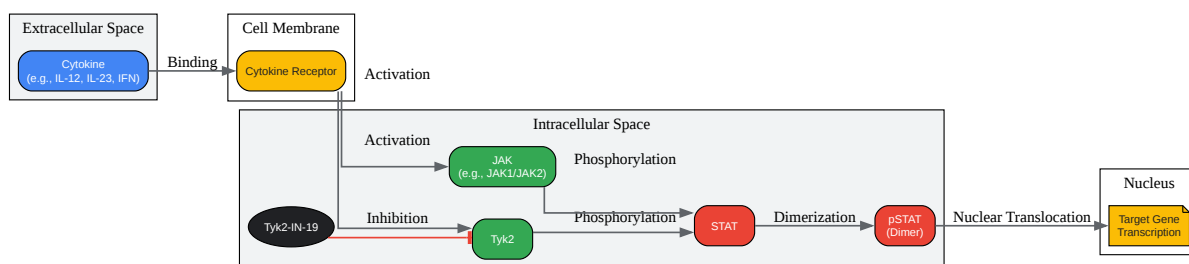 Extracellular Space
Cytokine
(e.g., IL-12, IL-23, IFN)
Binding
Cell Membrane
Cytokine Receptor
Activation
Intracellular Space
Activation
JAK
(e.g., JAK1/JAK2)
Phosphorylation
Tyk2-IN-19
Inhibition
Tyk2
Phosphorylation
STAT
Dimerization
pSTAT
(Dimer)
Nuclear Translocation
Nucleus
Target Gene
Transcription